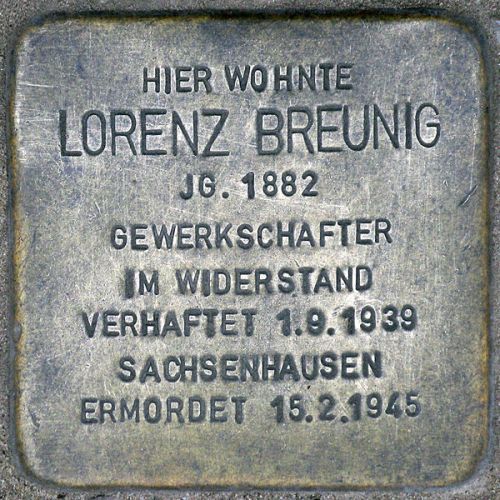 HIER WOHNTE
LORENZ BREUNIG
JG. 1882
GEWERKSCHAFTER
IM WIDERSTAND
VERHAFTET 1.9.1939
SACHSENHAUSEN
ERMORDET 15.2.1945